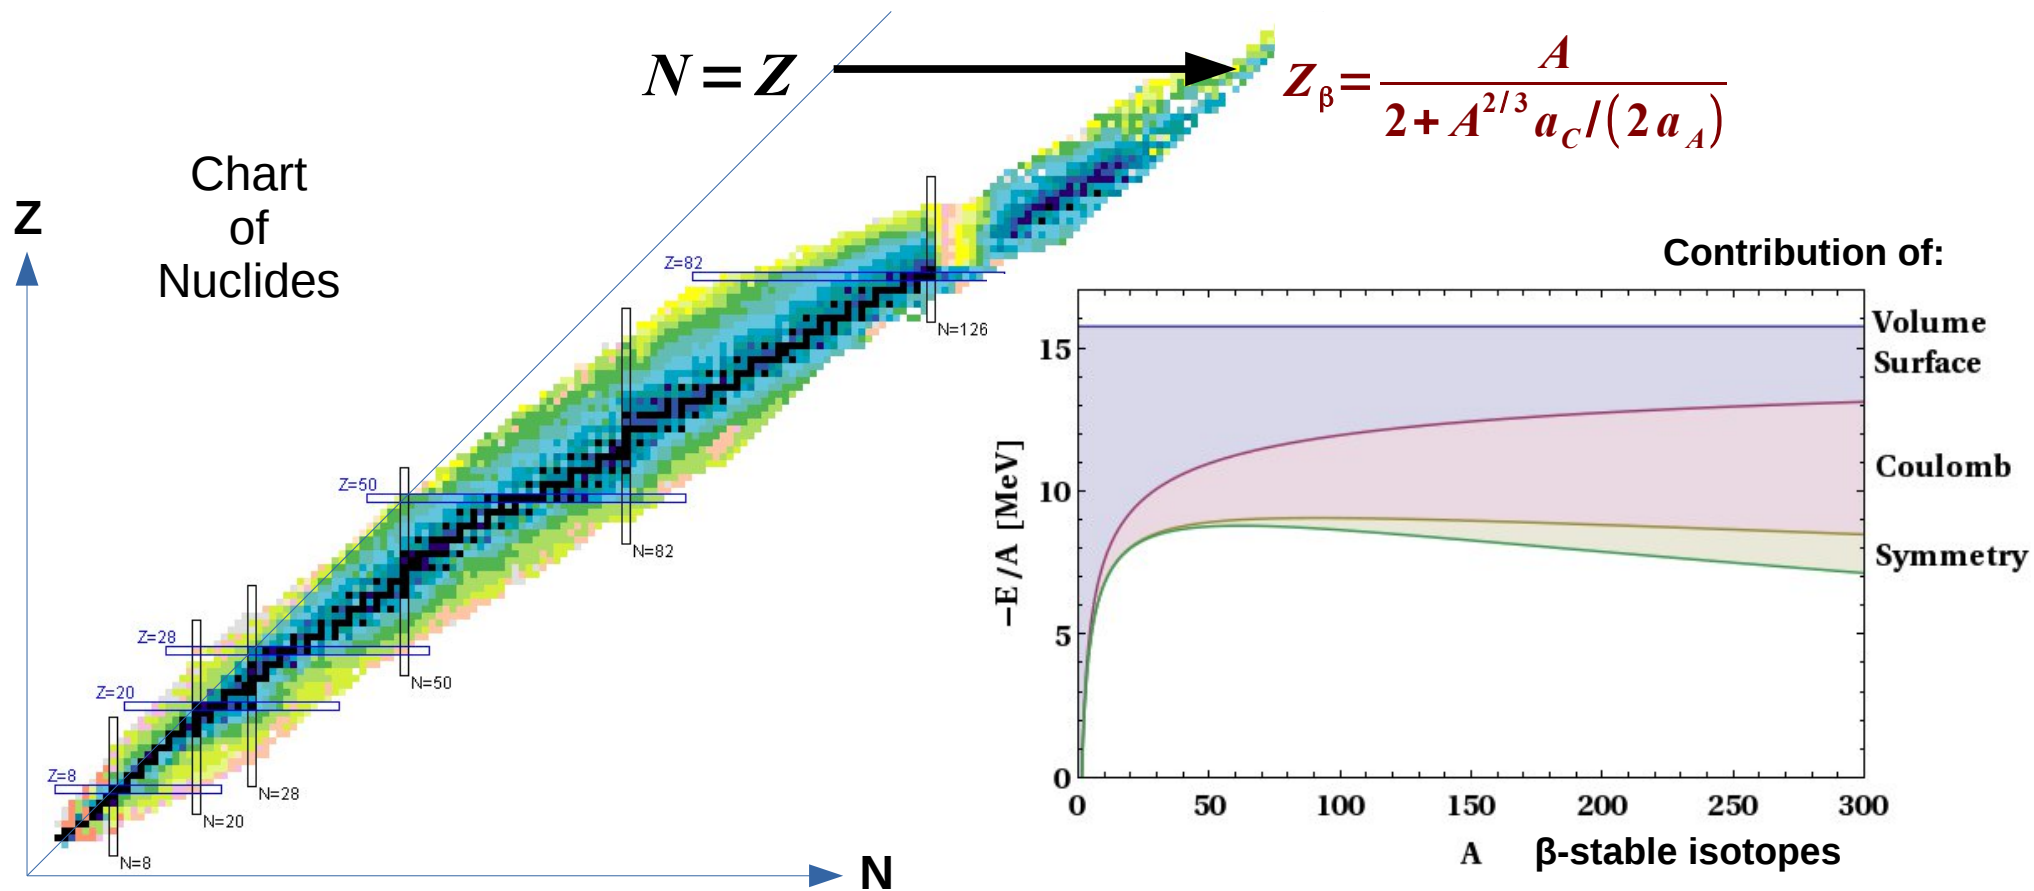 N = Z
Z_β = A / (2 + A^{2/3} a_C / (2 a_A))
Chart
of
Nuclides
Z
Z=82
N=126
Z=50
N=82
Z=28
N=50
Z=20
N=28
Z=8
N=20
N=8
N
Contribution of:
Volume
Surface
Coulomb
Symmetry
−E /A [MeV]
15
10
5
0
0 50 100 150 200 250 300
A β-stable isotopes